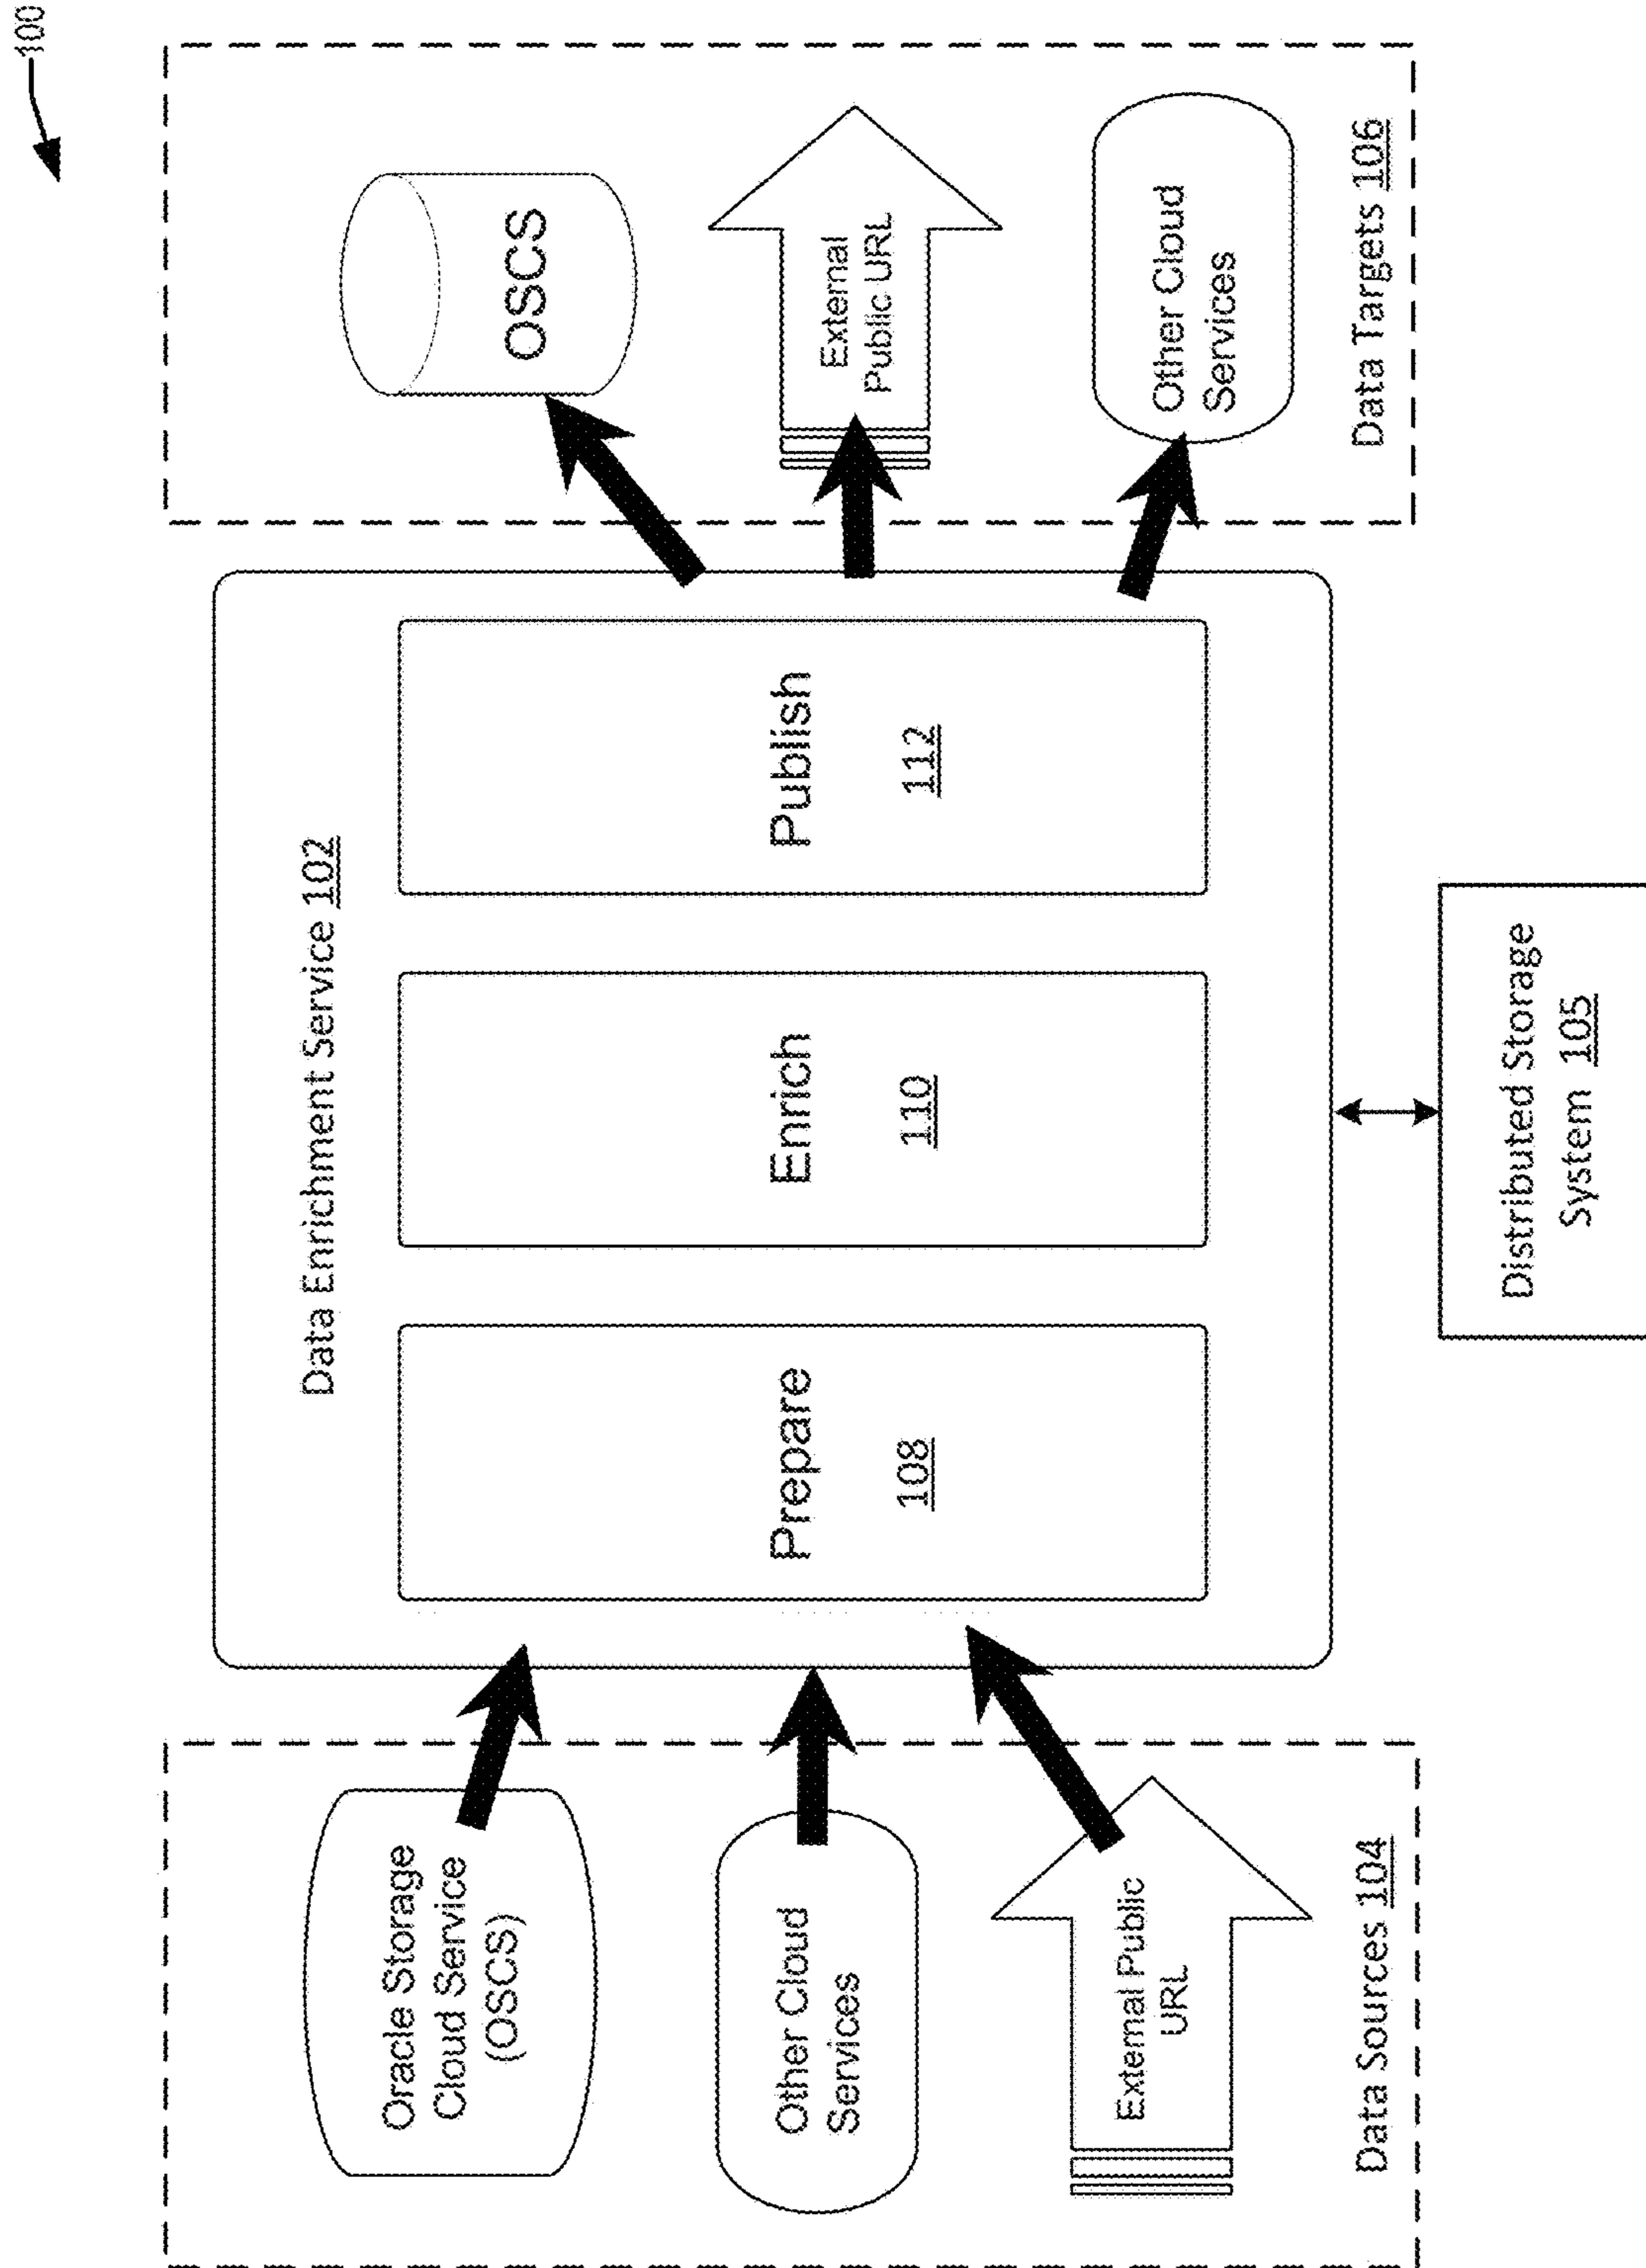 100
Data Enrichment Service 102
Oracle Storage
Cloud Service
(OSCS)
Other Cloud
Services
External Public
URL
Data Sources 104
Prepare
108
Enrich
110
Publish
112
OSCS
External
Public URL
Other Cloud
Services
Data Targets 106
Distributed Storage
System 105